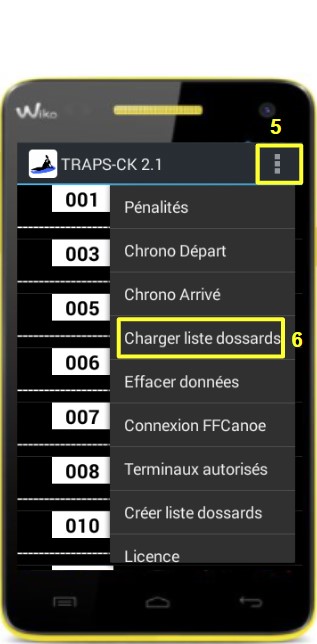 Wiko
5
TRAPS-CK 2.1
001
Pénalités
003
Chrono Départ
Chrono Arrivé
005
Charger liste dossards
6
006
Effacer données
007
Connexion FFCanoe
008
Terminaux autorisés
010
Créer liste dossards
Licence